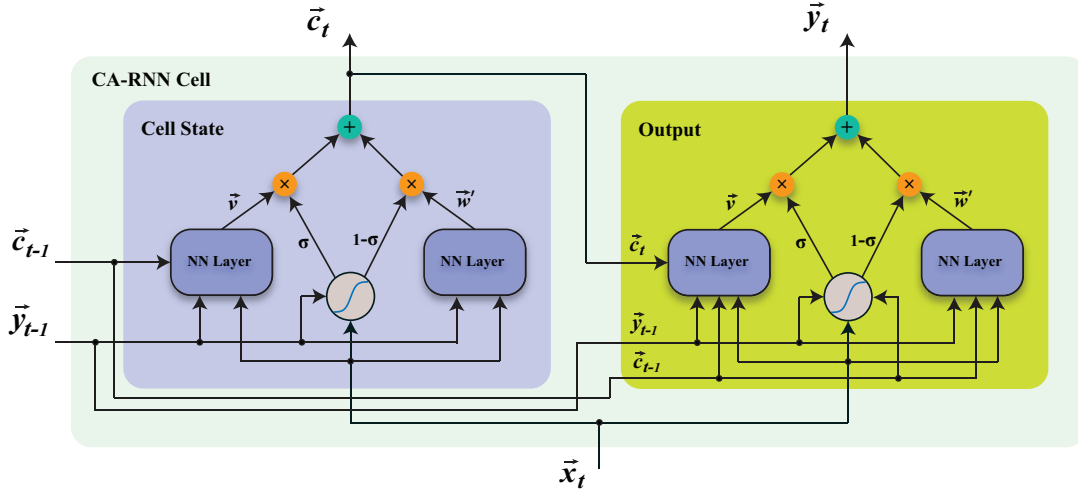 c⃗t y⃗t
CA-RNN Cell
Cell State Output
+ +
× × × ×
v⃗ w⃗′ v⃗ w⃗′
σ 1-σ σ 1-σ
c⃗t-1 c⃗t
NN Layer NN Layer NN Layer NN Layer
y⃗t-1 y⃗t-1
c⃗t-1
x⃗t